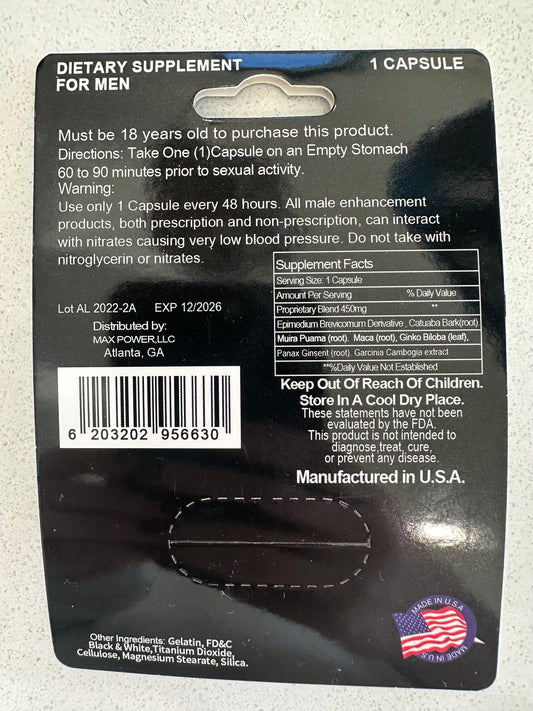 DIETARY SUPPLEMENT 1 CAPSULE
FOR MEN
Must be 18 years old to purchase this product.
Directions: Take One (1)Capsule on an Empty Stomach
60 to 90 minutes prior to sexual activity.
Warning:
Use only 1 Capsule every 48 hours. All male enhancement
products, both prescription and non-prescription, can interact
with nitrates causing very low blood pressure. Do not take with
nitroglycerin or nitrates.
Lot AL 2022-2A EXP 12/2026
Distributed by:
MAX POWER,LLC
Atlanta, GA
6 203202 956630
Supplement Facts
Serving Size: 1 Capsule
Amount Per Serving % Daily Value
Proprietary Blend 450mg **
Epimedium Brevicomum Derivative , Catuaba Bark(root)
Muira Puama (root). Maca (root), Ginko Biloba (leaf),
Panax Ginsent (root). Garcinia Cambogia extract
**%Daily Value Not Established
Keep Out Of Reach Of Children.
Store In A Cool Dry Place.
These statements have not been
evaluated by the FDA.
This product is not intended to
diagnose,treat, cure,
or prevent any disease.
Manufactured in U.S.A.
Other Ingredients: Gelatin, FD&C
Black & White,Titanium Dioxide,
Cellulose, Magnesium Stearate, Silica.
MADE IN U.S.A
MADE IN U.S